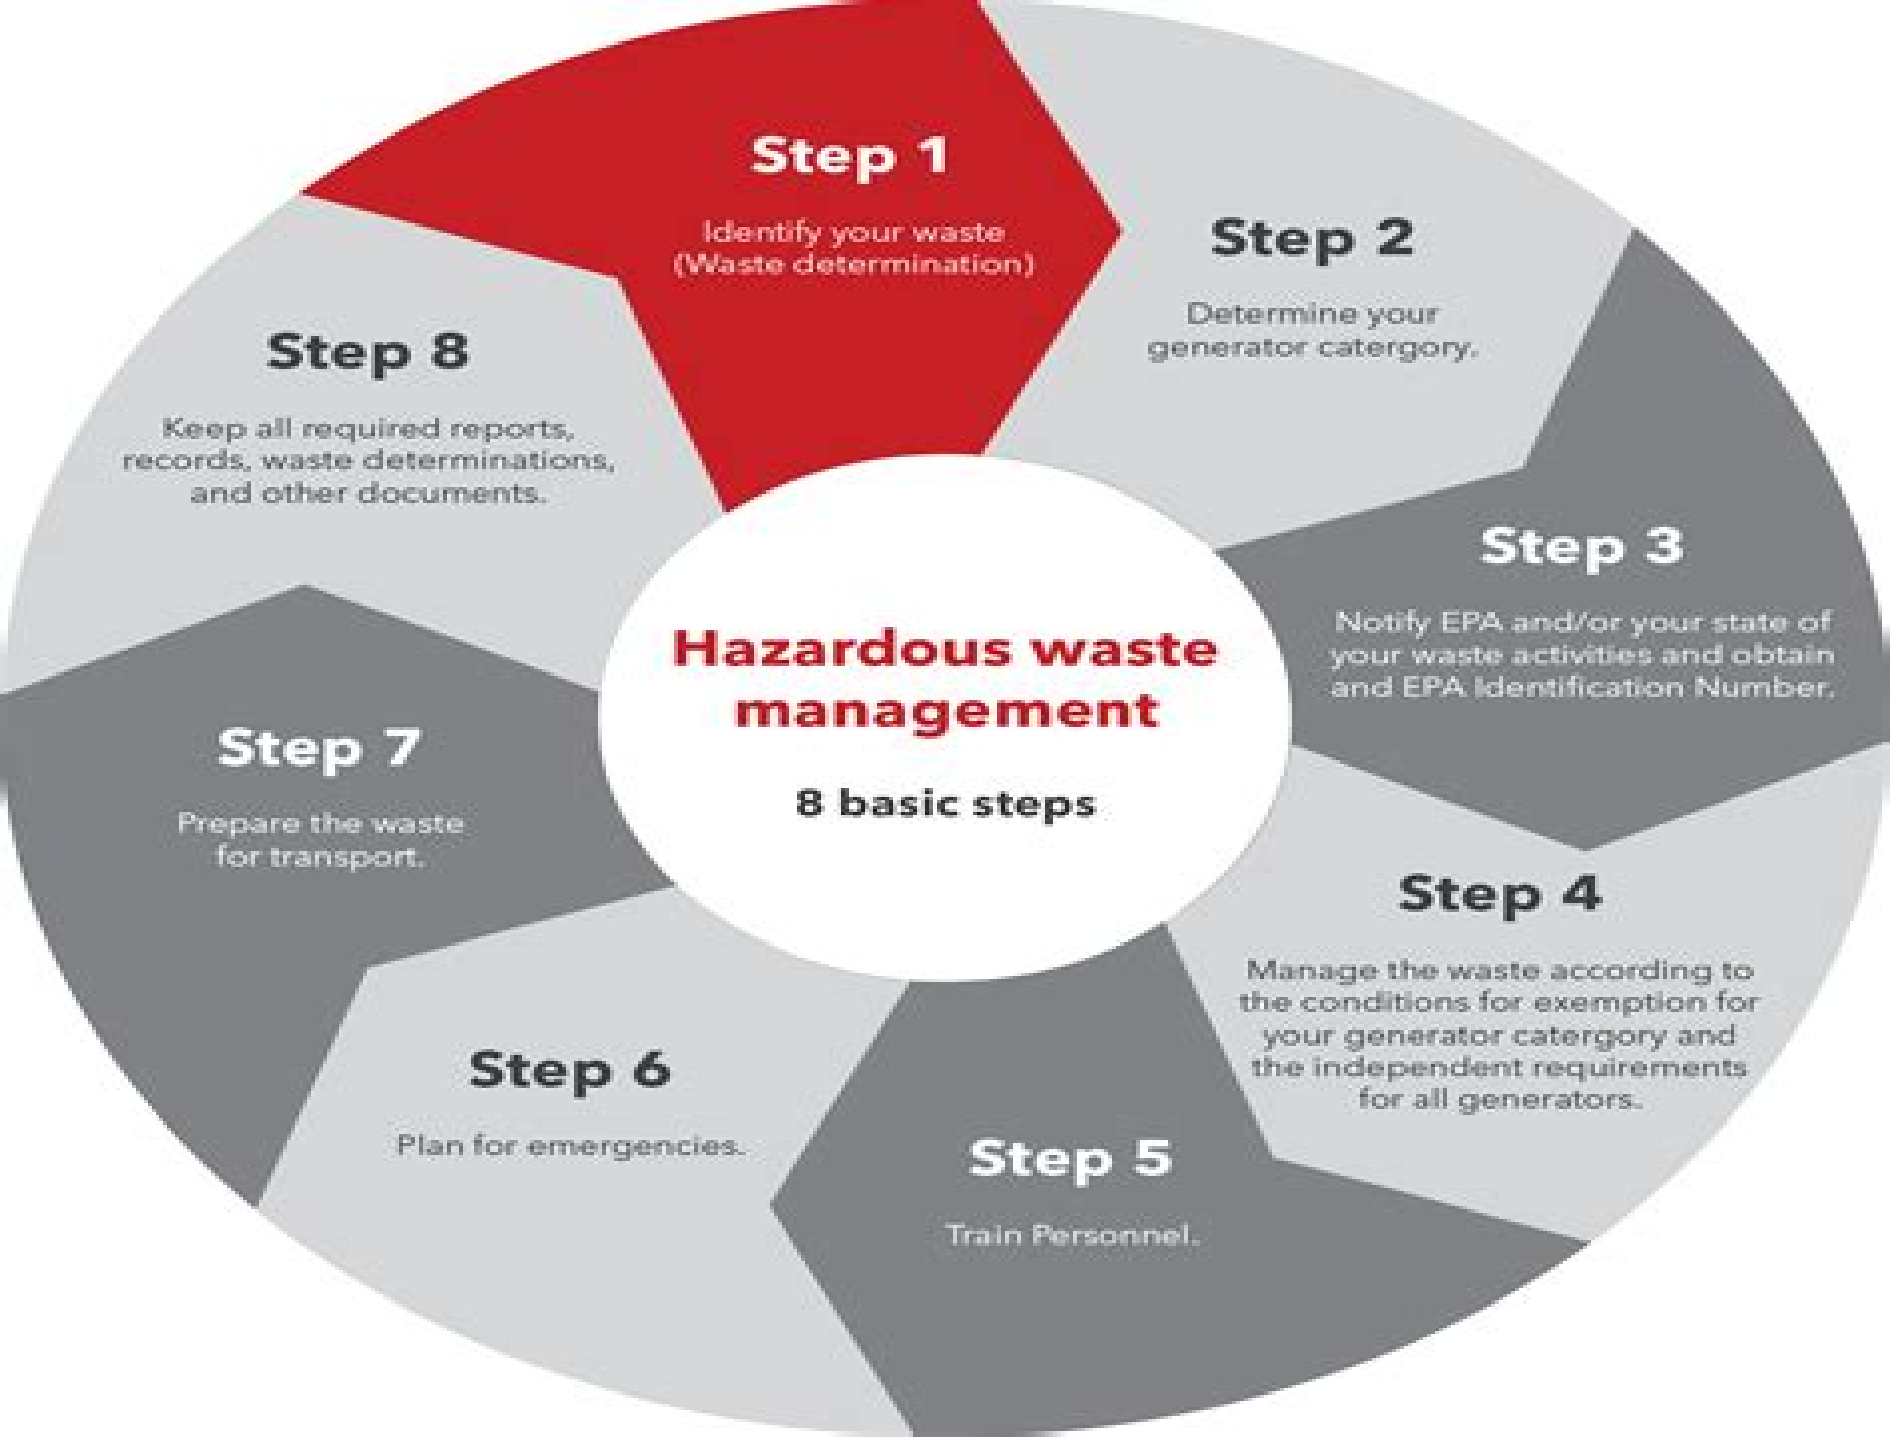 Hazardous waste
management
8 basic steps
Step 1
Identify your waste
(Waste determination)
Step 2
Determine your
generator catergory.
Step 3
Notify EPA and/or your state of
your waste activities and obtain
and EPA Identification Number.
Step 4
Manage the waste according to
the conditions for exemption for
your generator catergory and
the independent requirements
for all generators.
Step 5
Train Personnel.
Step 6
Plan for emergencies.
Step 7
Prepare the waste
for transport.
Step 8
Keep all required reports,
records, waste determinations,
and other documents.